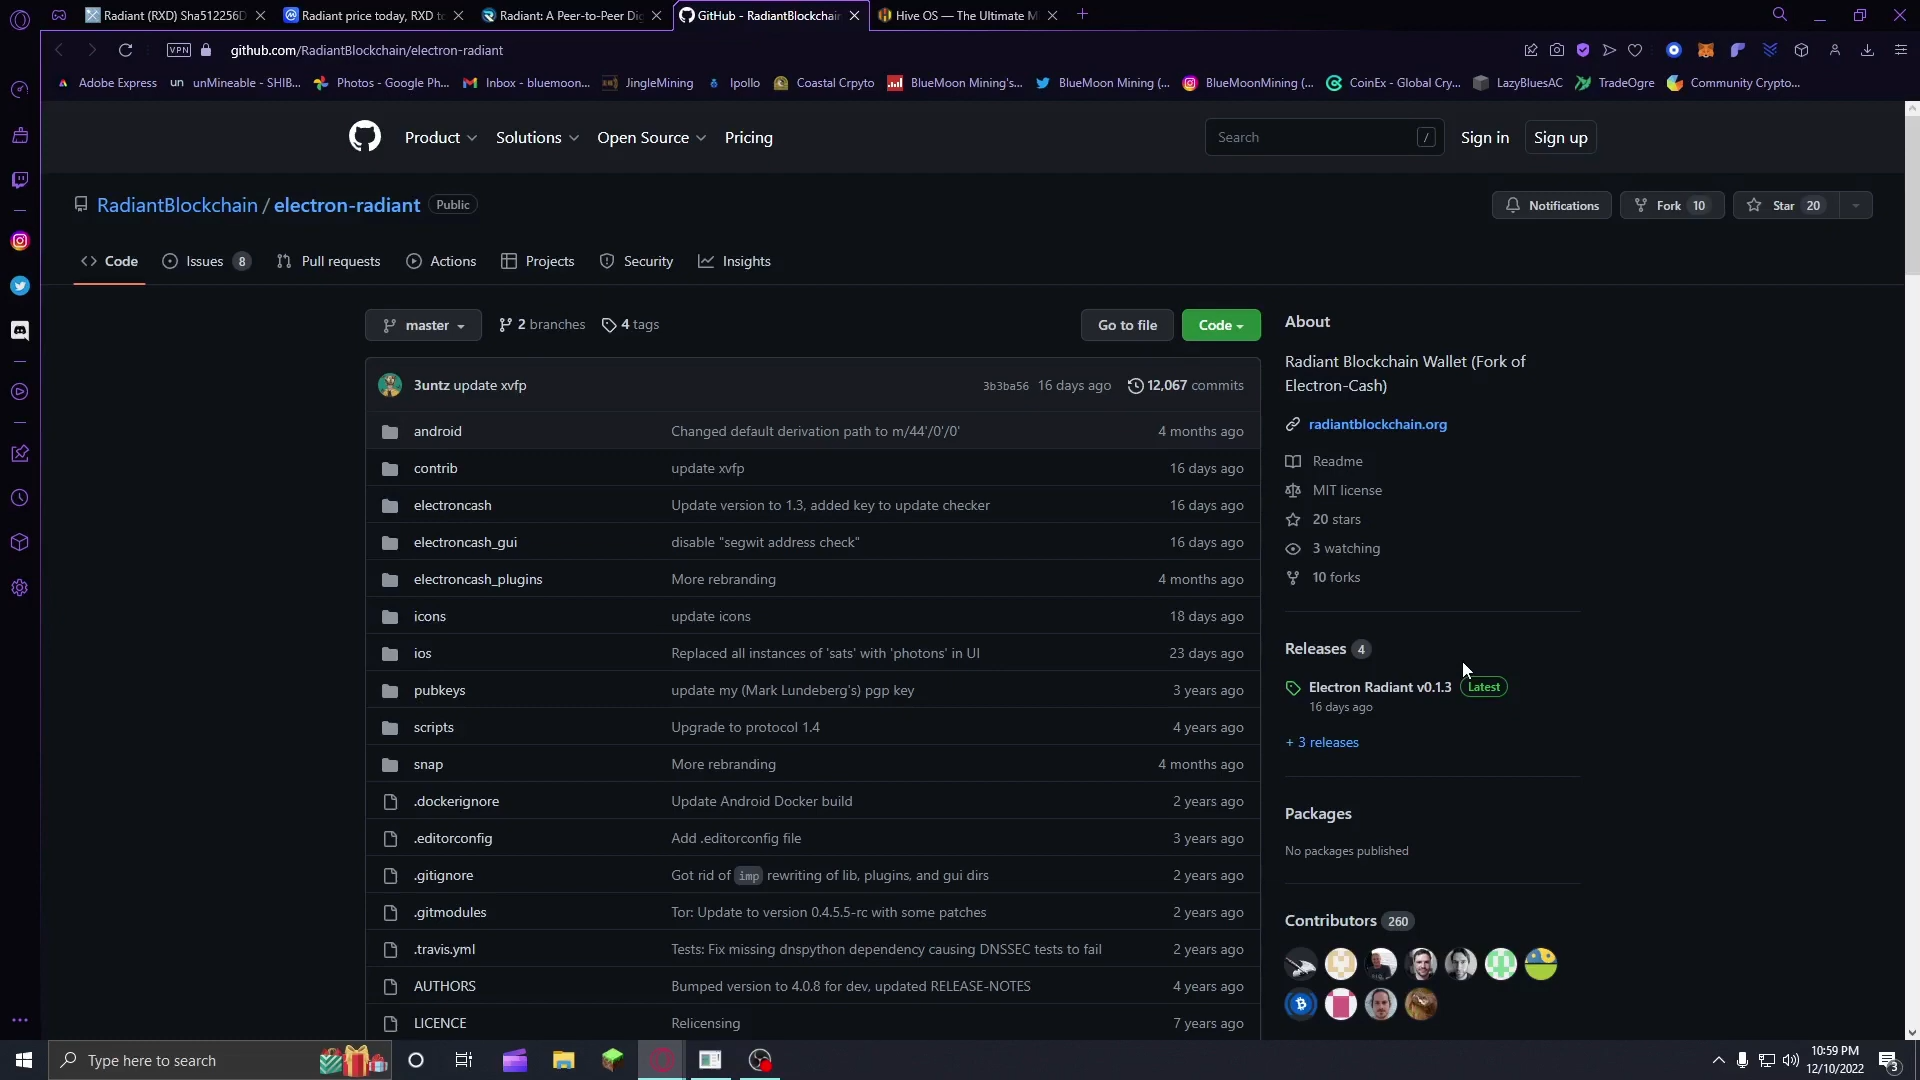 Radiant (RXD) Sha512256D
Radiant price today, RXD to
Radiant: A Peer-to-Peer Dig
GitHub - RadiantBlockchain
Hive OS — The Ultimate M
VPN
github.com/RadiantBlockchain/electron-radiant
Adobe Express
un unMineable - SHIB...
Photos - Google Ph...
Inbox - bluemoon...
JingleMining
Ipollo
Coastal Crpyto
BlueMoon Mining's...
BlueMoon Mining (...
BlueMoonMining (...
CoinEx - Global Cry...
LazyBluesAC
TradeOgre
Community Crypto...
Product
Solutions
Open Source
Pricing
Search /
Sign in
Sign up
RadiantBlockchain / electron-radiant Public
Notifications
Fork 10
Star 20
Code
Issues 8
Pull requests
Actions
Projects
Security
Insights
master
2 branches
4 tags
Go to file
Code
3untz update xvfp 3b3ba56 16 days ago 12,067 commits
android Changed default derivation path to m/44'/0'/0' 4 months ago
contrib update xvfp 16 days ago
electroncash Update version to 1.3, added key to update checker 16 days ago
electroncash_gui disable "segwit address check" 16 days ago
electroncash_plugins More rebranding 4 months ago
icons update icons 18 days ago
ios Replaced all instances of 'sats' with 'photons' in UI 23 days ago
pubkeys update my (Mark Lundeberg's) pgp key 3 years ago
scripts Upgrade to protocol 1.4 4 years ago
snap More rebranding 4 months ago
.dockerignore Update Android Docker build 2 years ago
.editorconfig Add .editorconfig file 3 years ago
.gitignore Got rid of imp rewriting of lib, plugins, and gui dirs 2 years ago
.gitmodules Tor: Update to version 0.4.5.5-rc with some patches 2 years ago
.travis.yml Tests: Fix missing dnspython dependency causing DNSSEC tests to fail 2 years ago
AUTHORS Bumped version to 4.0.8 for dev, updated RELEASE-NOTES 4 years ago
LICENCE Relicensing 7 years ago
About
Radiant Blockchain Wallet (Fork of
Electron-Cash)
radiantblockchain.org
Readme
MIT license
20 stars
3 watching
10 forks
Releases 4
Electron Radiant v0.1.3 Latest
16 days ago
+ 3 releases
Packages
No packages published
Contributors 260
Type here to search
10:59 PM
12/10/2022
3